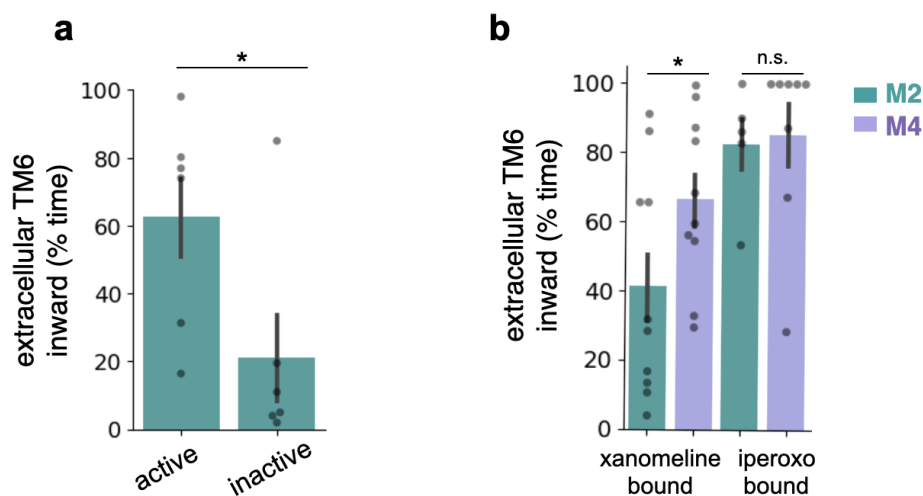 a
*
100
80
60
40
20
0
extracellular TM6
inward (% time)
active
inactive
b
*
n.s.
100
80
60
40
20
0
extracellular TM6
inward (% time)
xanomeline
bound
iperoxo
bound
M2
M4